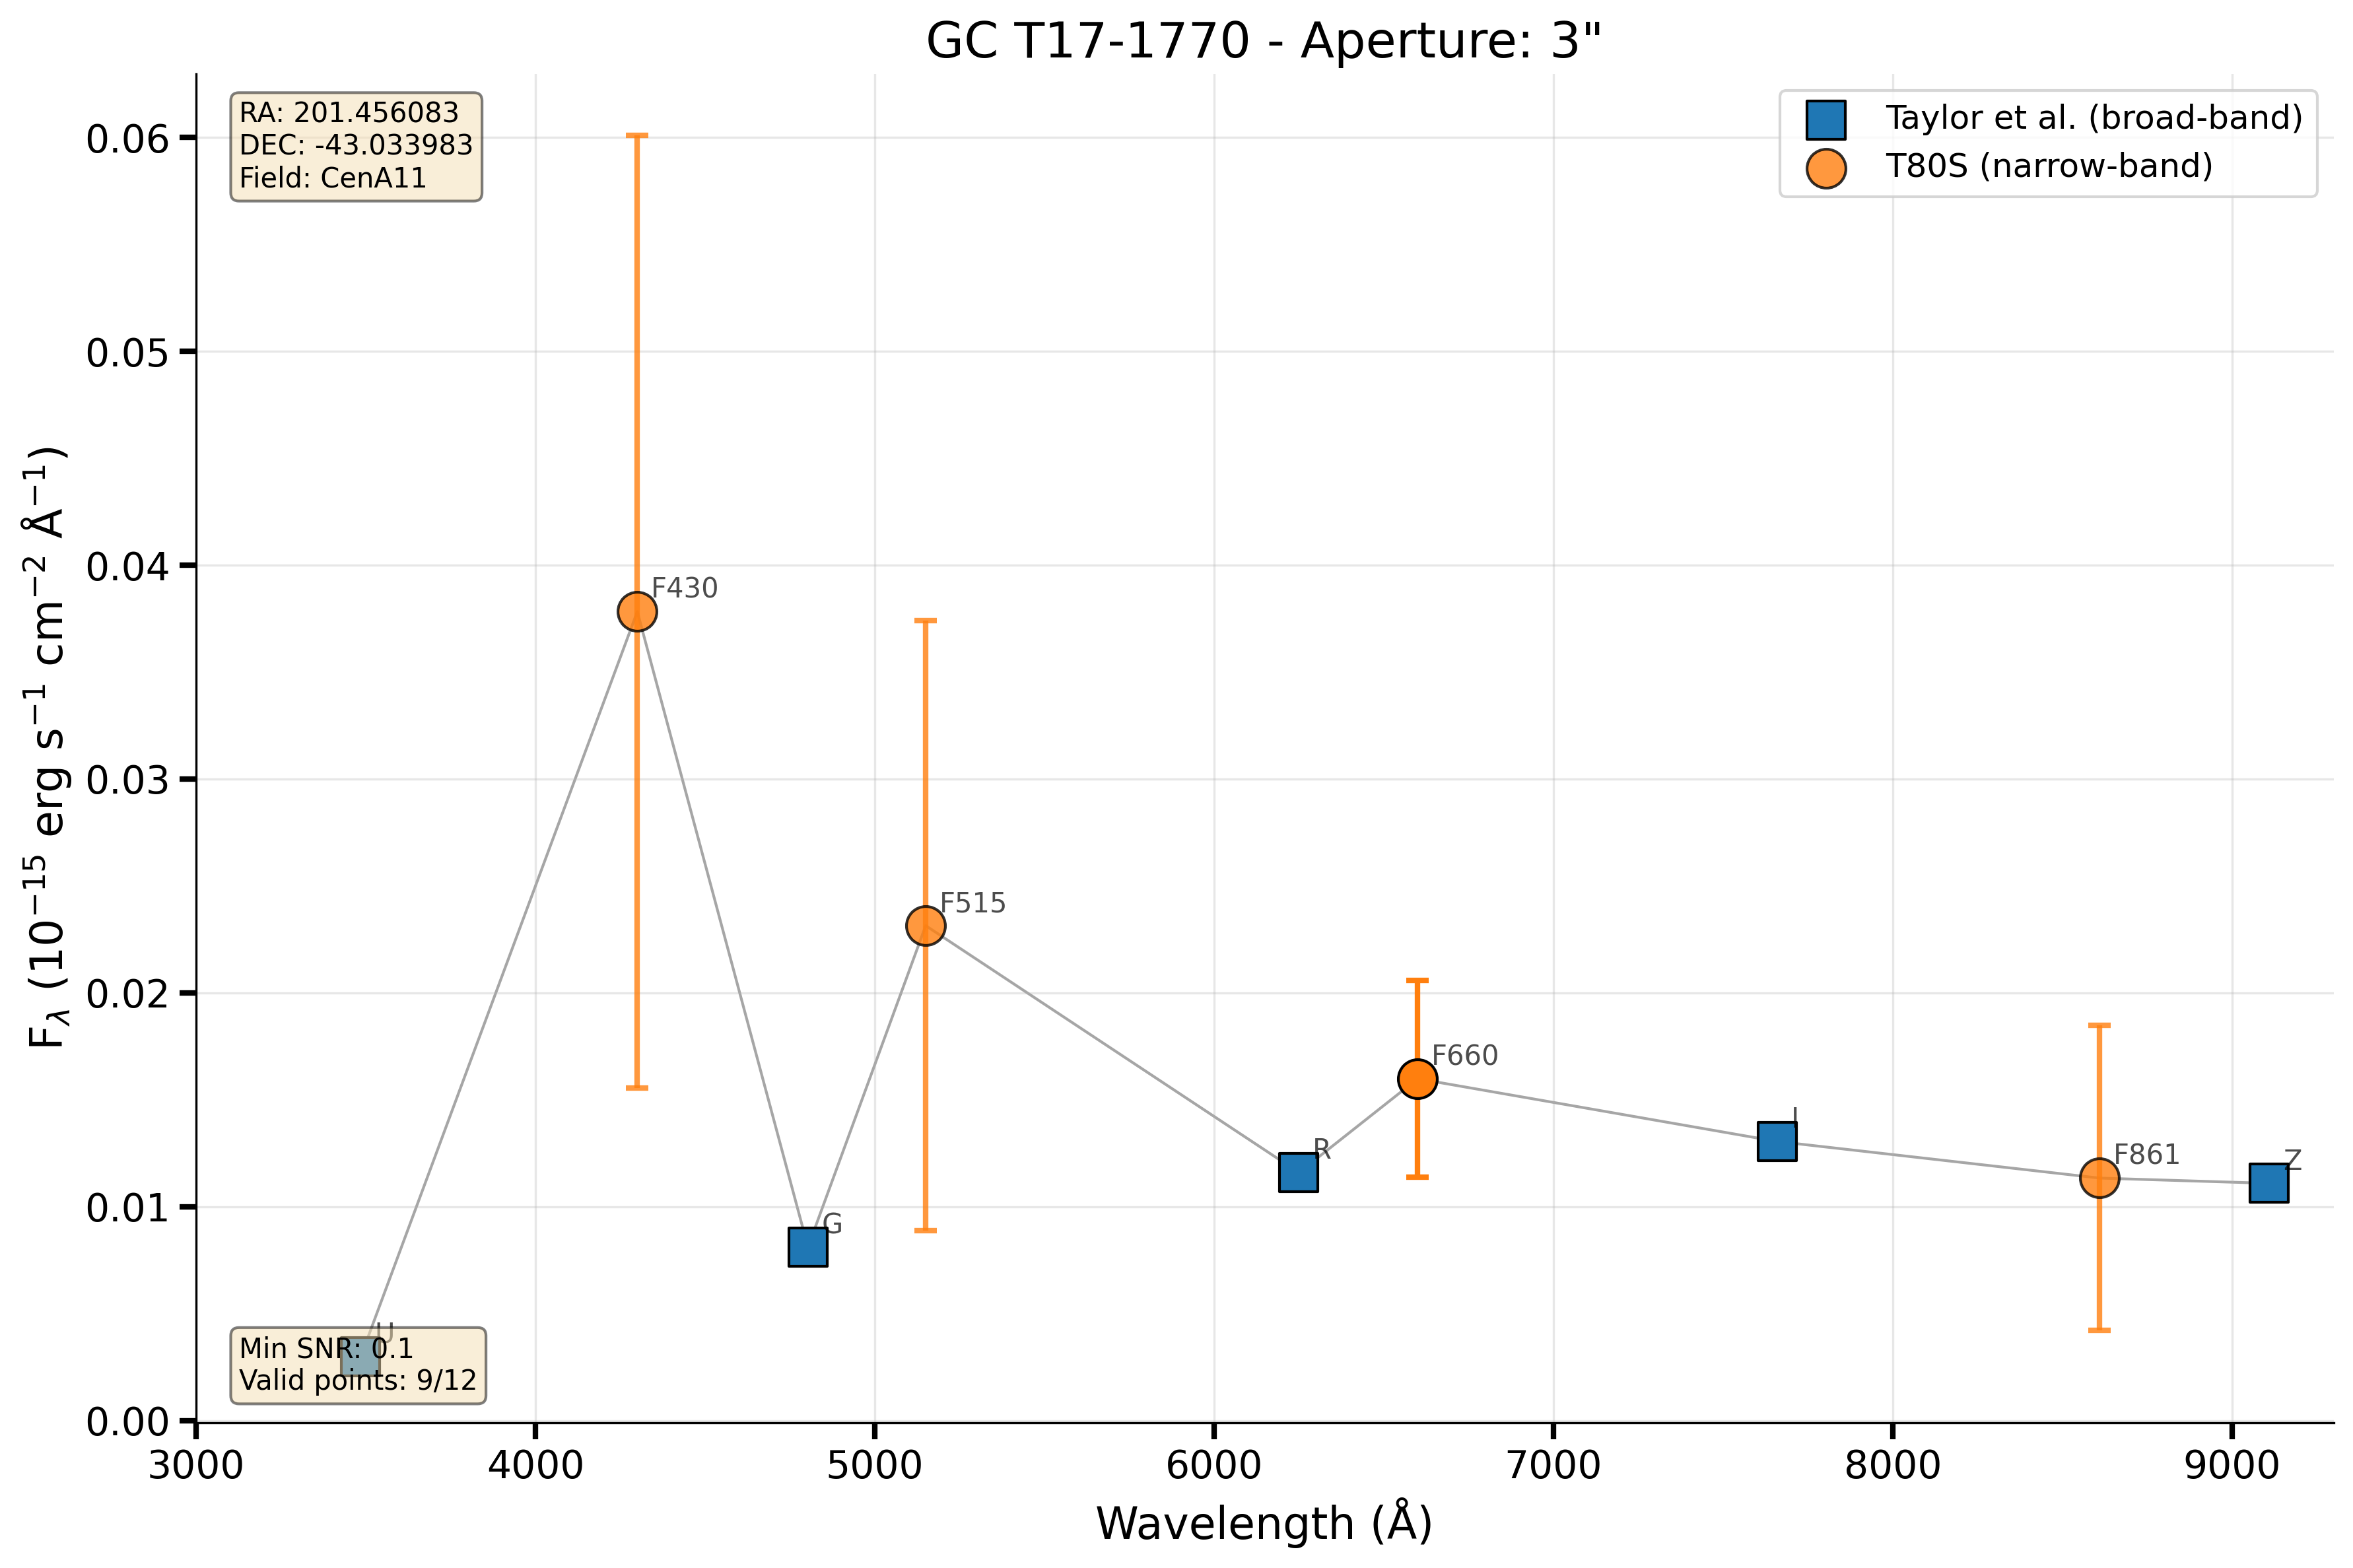 GC T17-1770 - Aperture: 3"
RA: 201.456083
DEC: -43.033983
Field: CenA11
Taylor et al. (broad-band)
T80S (narrow-band)
0.06
0.05
0.04
0.03
0.02
0.01
0.00
F_λ (10⁻¹⁵ erg s⁻¹ cm⁻² Å⁻¹)
F430
F515
F660
I
R
F861
Z
G
U
Min SNR: 0.1
Valid points: 9/12
3000 4000 5000 6000 7000 8000 9000
Wavelength (Å)